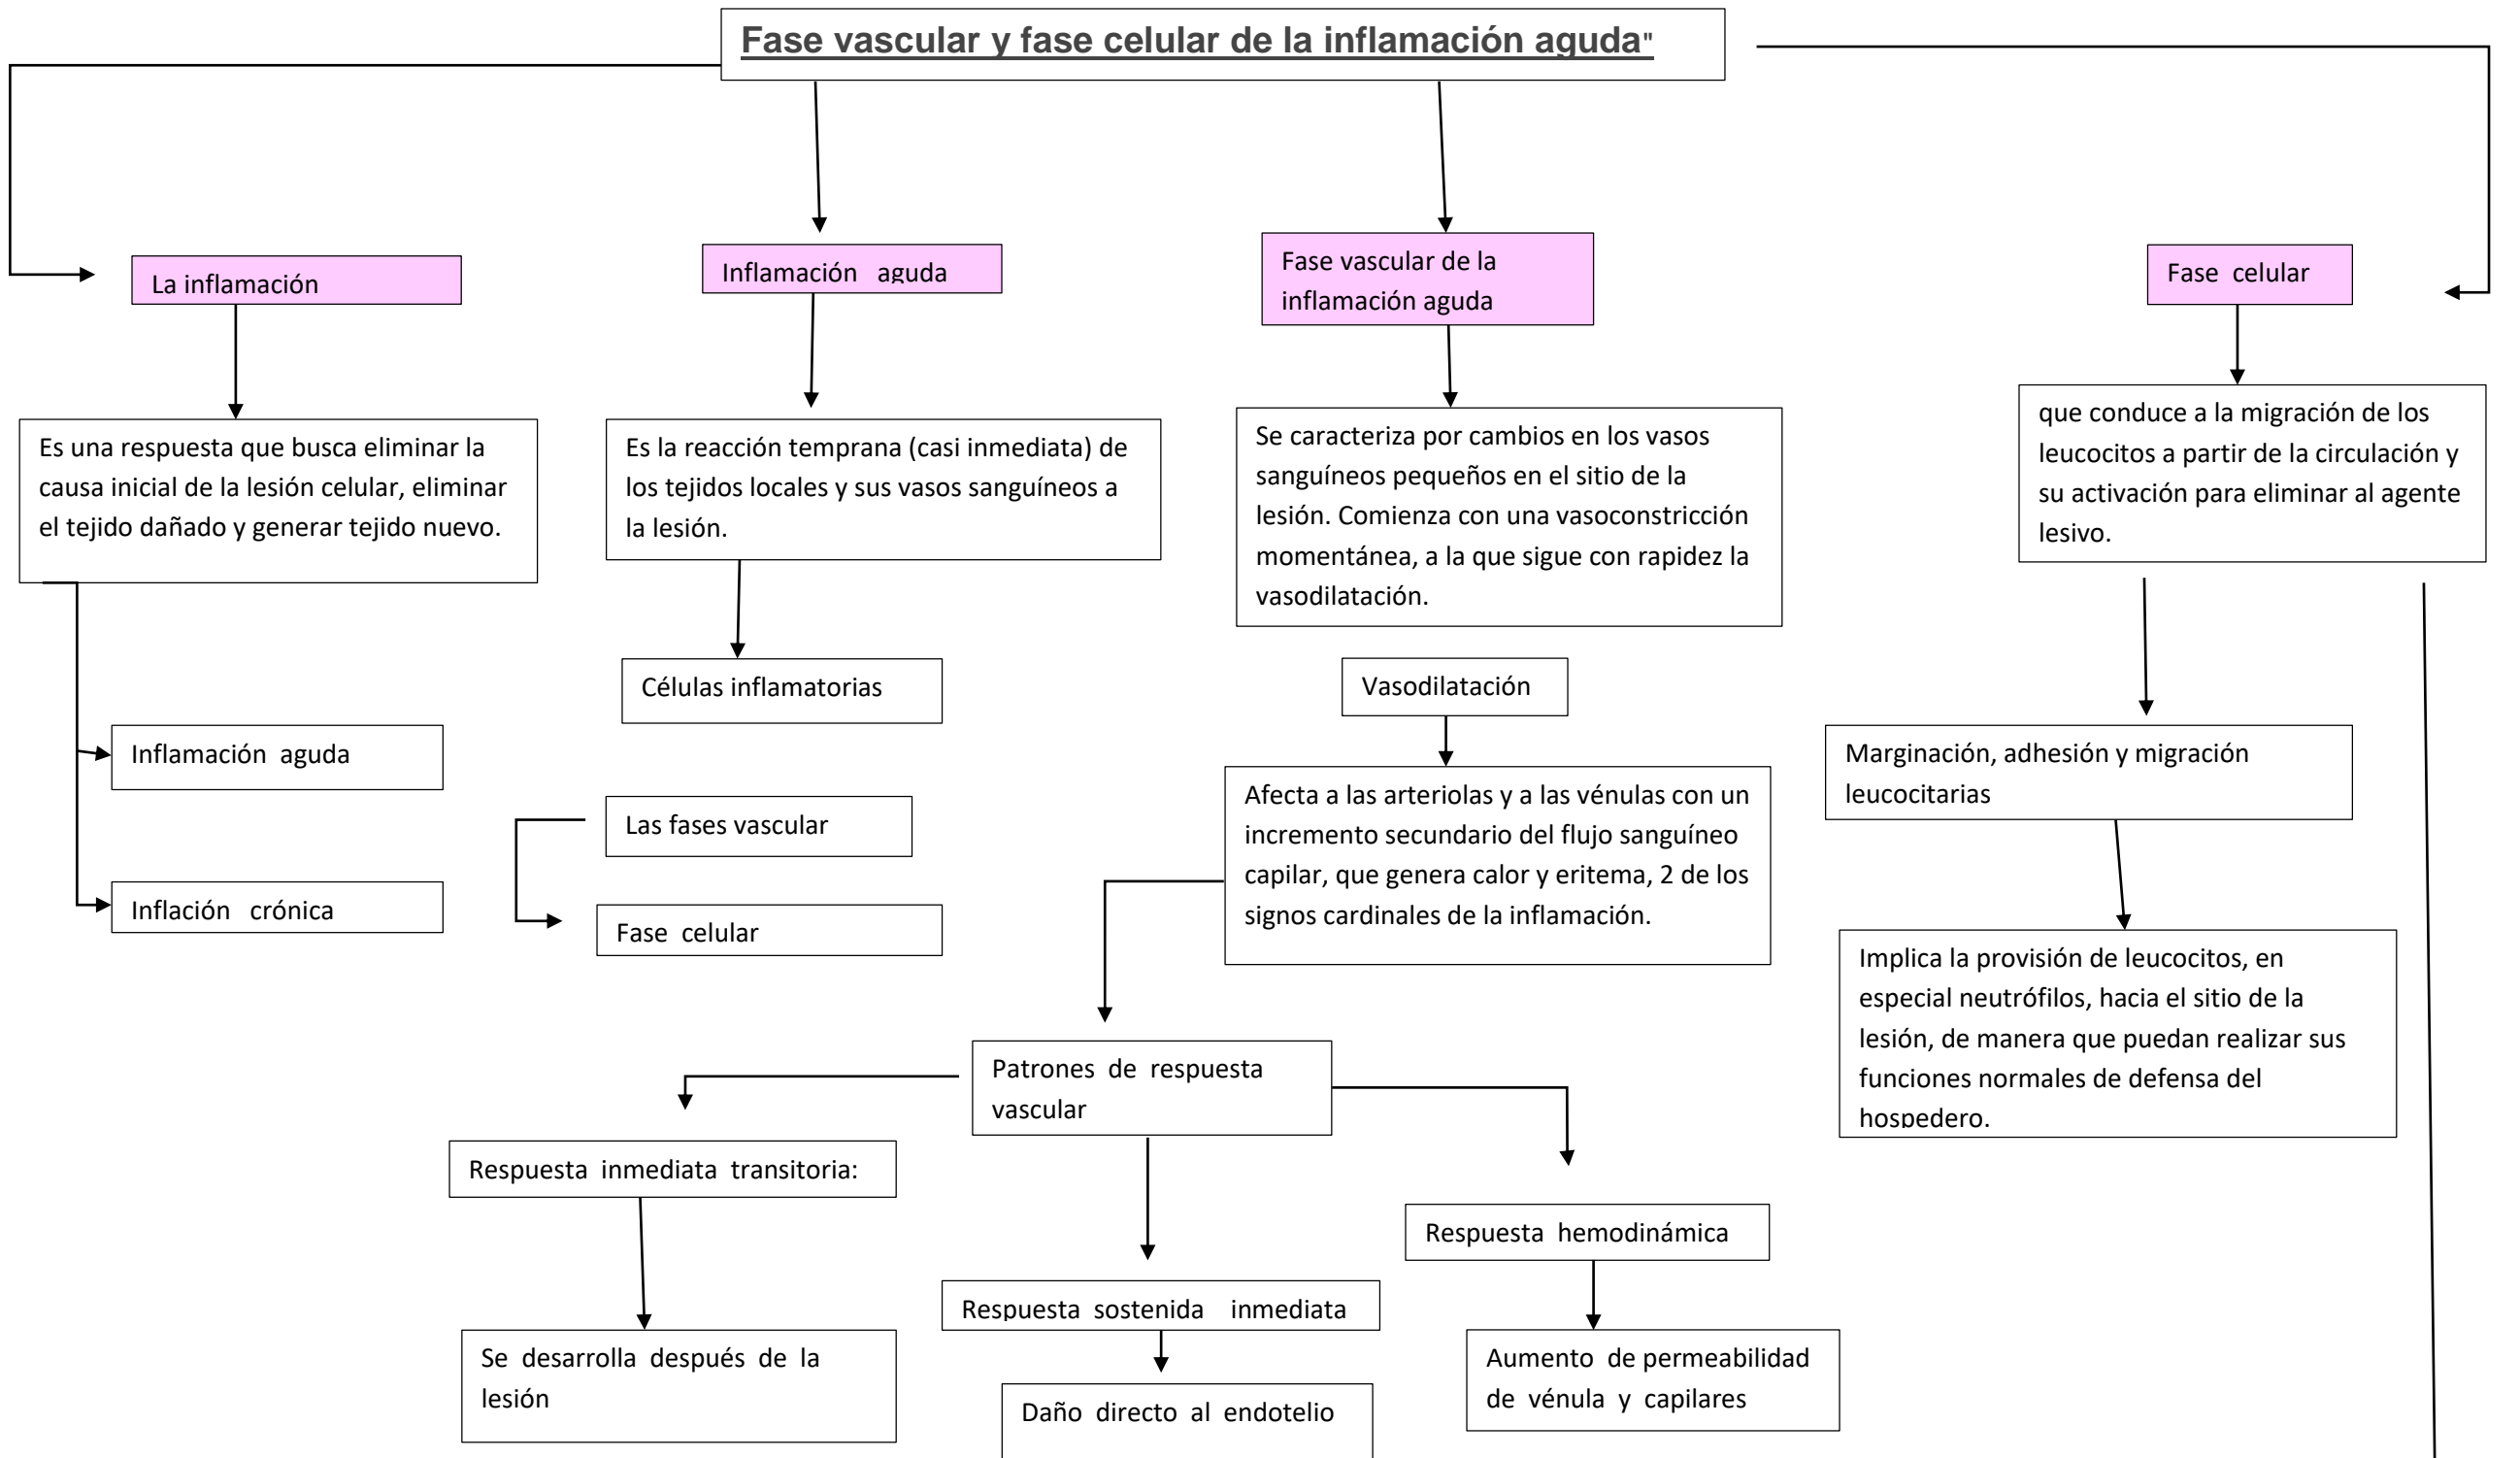 Fase vascular y fase celular de la inflamación aguda"
La inflamación
Es una respuesta que busca eliminar la
causa inicial de la lesión celular, eliminar
el tejido dañado y generar tejido nuevo.
Inflamación aguda
Inflación crónica
Inflamación aguda
Es la reacción temprana (casi inmediata) de
los tejidos locales y sus vasos sanguíneos a
la lesión.
Células inflamatorias
Las fases vascular
Fase celular
Fase vascular de la
inflamación aguda
Se caracteriza por cambios en los vasos
sanguíneos pequeños en el sitio de la
lesión. Comienza con una vasoconstricción
momentánea, a la que sigue con rapidez la
vasodilatación.
Vasodilatación
Afecta a las arteriolas y a las vénulas con un
incremento secundario del flujo sanguíneo
capilar, que genera calor y eritema, 2 de los
signos cardinales de la inflamación.
Patrones de respuesta
vascular
Respuesta inmediata transitoria:
Se desarrolla después de la
lesión
Respuesta sostenida inmediata
Daño directo al endotelio
Respuesta hemodinámica
Aumento de permeabilidad
de vénula y capilares
Fase celular
que conduce a la migración de los
leucocitos a partir de la circulación y
su activación para eliminar al agente
lesivo.
Marginación, adhesión y migración
leucocitarias
Implica la provisión de leucocitos, en
especial neutrófilos, hacia el sitio de la
lesión, de manera que puedan realizar sus
funciones normales de defensa del
hospedero.